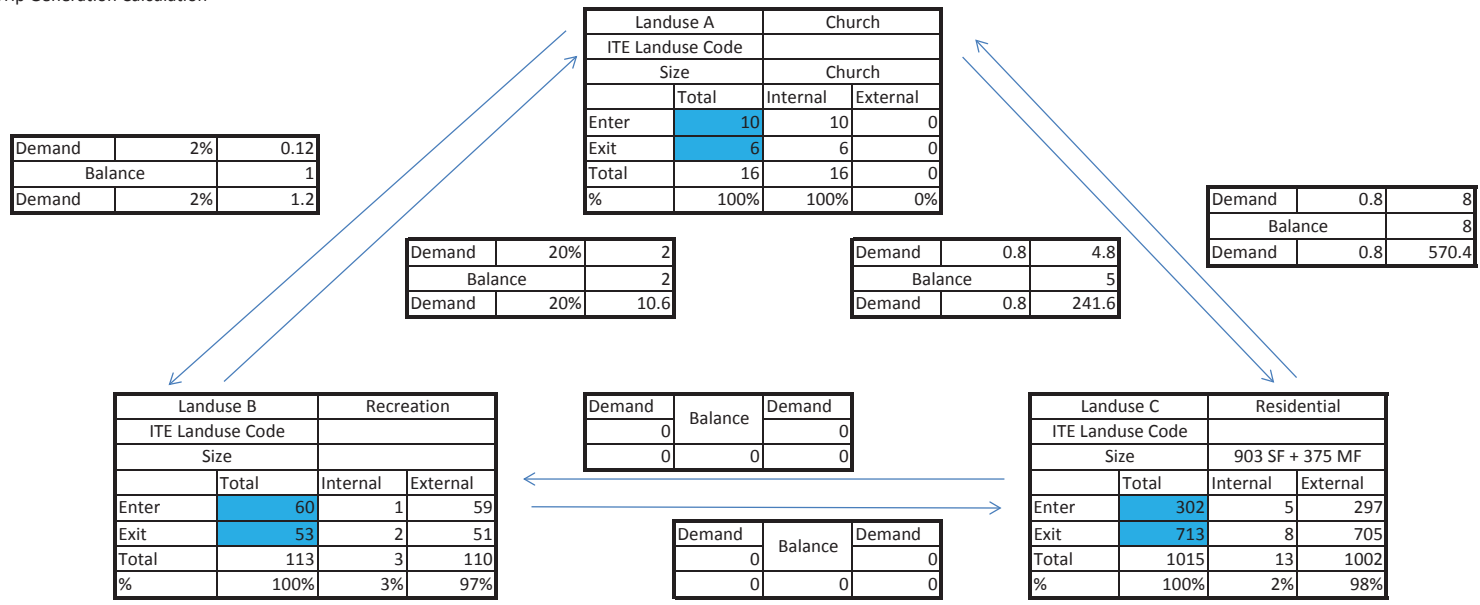 Trip Generation Calculation
Landuse A Church
ITE Landuse Code
Size Church
Total Internal External
Enter 10 10 0
Exit 6 6 0
Total 16 16 0
% 100% 100% 0%
Demand 2% 0.12
Balance 1
Demand 2% 1.2
Demand 0.8 8
Balance 8
Demand 0.8 570.4
Demand 20% 2
Balance 2
Demand 20% 10.6
Demand 0.8 4.8
Balance 5
Demand 0.8 241.6
Landuse B Recreation
ITE Landuse Code
Size
Total Internal External
Enter 60 1 59
Exit 53 2 51
Total 113 3 110
% 100% 3% 97%
Demand Balance Demand
0 0
0 0 0
Demand Balance Demand
0 0
0 0 0
Landuse C Residential
ITE Landuse Code
Size 903 SF + 375 MF
Total Internal External
Enter 302 5 297
Exit 713 8 705
Total 1015 13 1002
% 100% 2% 98%